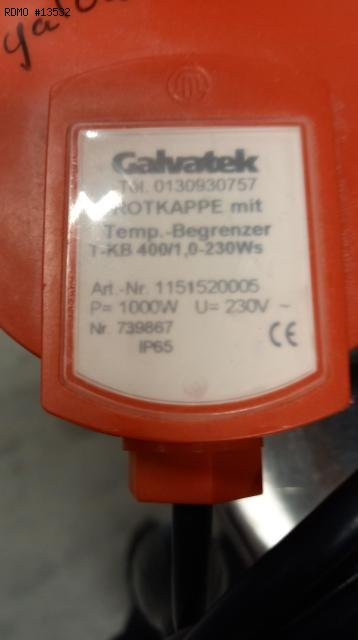 RDMO #13532
Galvatek
Tel. 0130930757
ROTKAPPE mit
Temp.-Begrenzer
T-KB 400/1,0-230Ws
Art.-Nr. 1151520005
P= 1000W U= 230V ~
Nr. 739867
IP65 CE